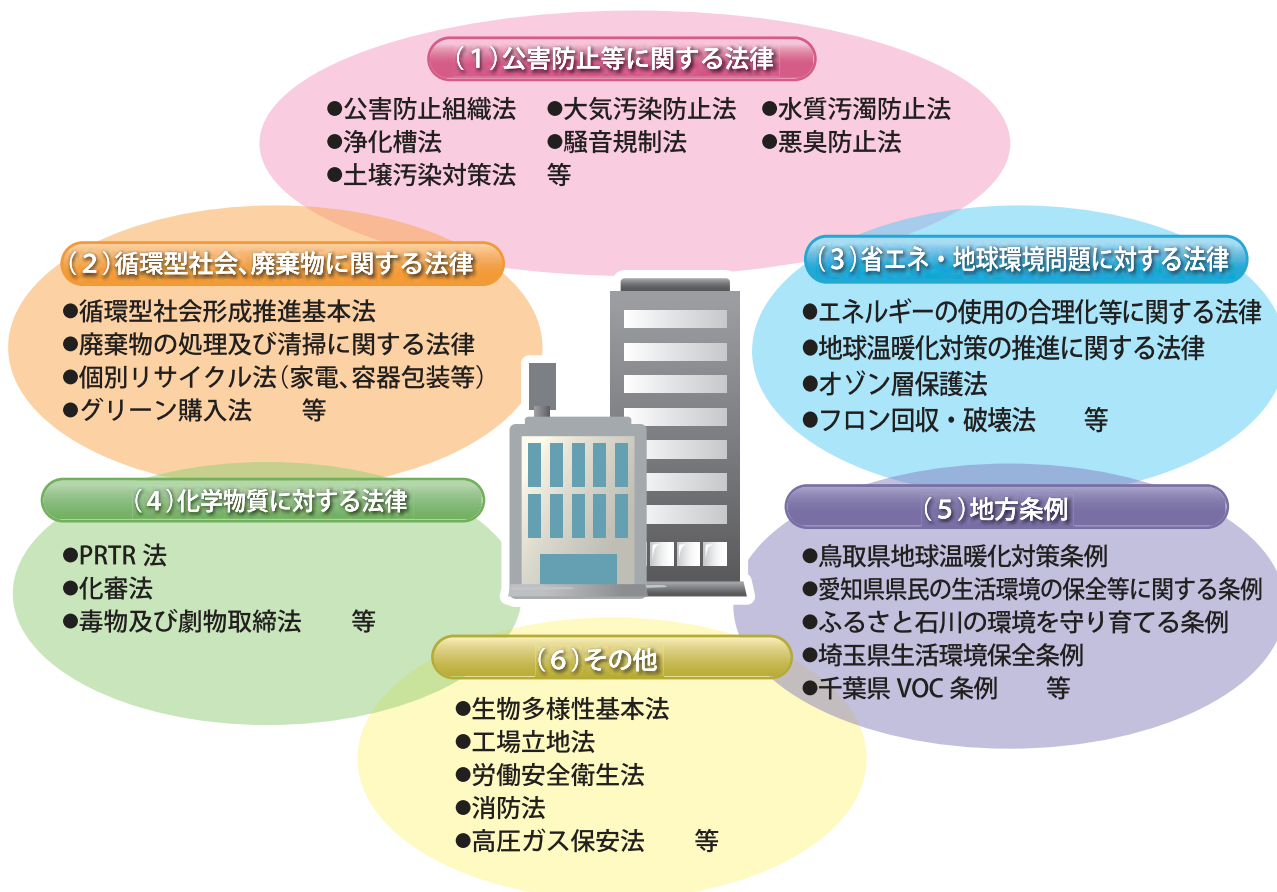 （1）公害防止等に関する法律
●公害防止組織法 ●大気汚染防止法 ●水質汚濁防止法
●浄化槽法 ●騒音規制法 ●悪臭防止法
●土壌汚染対策法 等
（2）循環型社会、廃棄物に関する法律
●循環型社会形成推進基本法
●廃棄物の処理及び清掃に関する法律
●個別リサイクル法（家電、容器包装等）
●グリーン購入法 等
（3）省エネ・地球環境問題に対する法律
●エネルギーの使用の合理化等に関する法律
●地球温暖化対策の推進に関する法律
●オゾン層保護法
●フロン回収・破壊法 等
（4）化学物質に対する法律
●PRTR 法
●化審法
●毒物及び劇物取締法 等
（5）地方条例
●鳥取県地球温暖化対策条例
●愛知県県民の生活環境の保全等に関する条例
●ふるさと石川の環境を守り育てる条例
●埼玉県生活環境保全条例
●千葉県 VOC 条例 等
（6）その他
●生物多様性基本法
●工場立地法
●労働安全衛生法
●消防法
●高圧ガス保安法 等